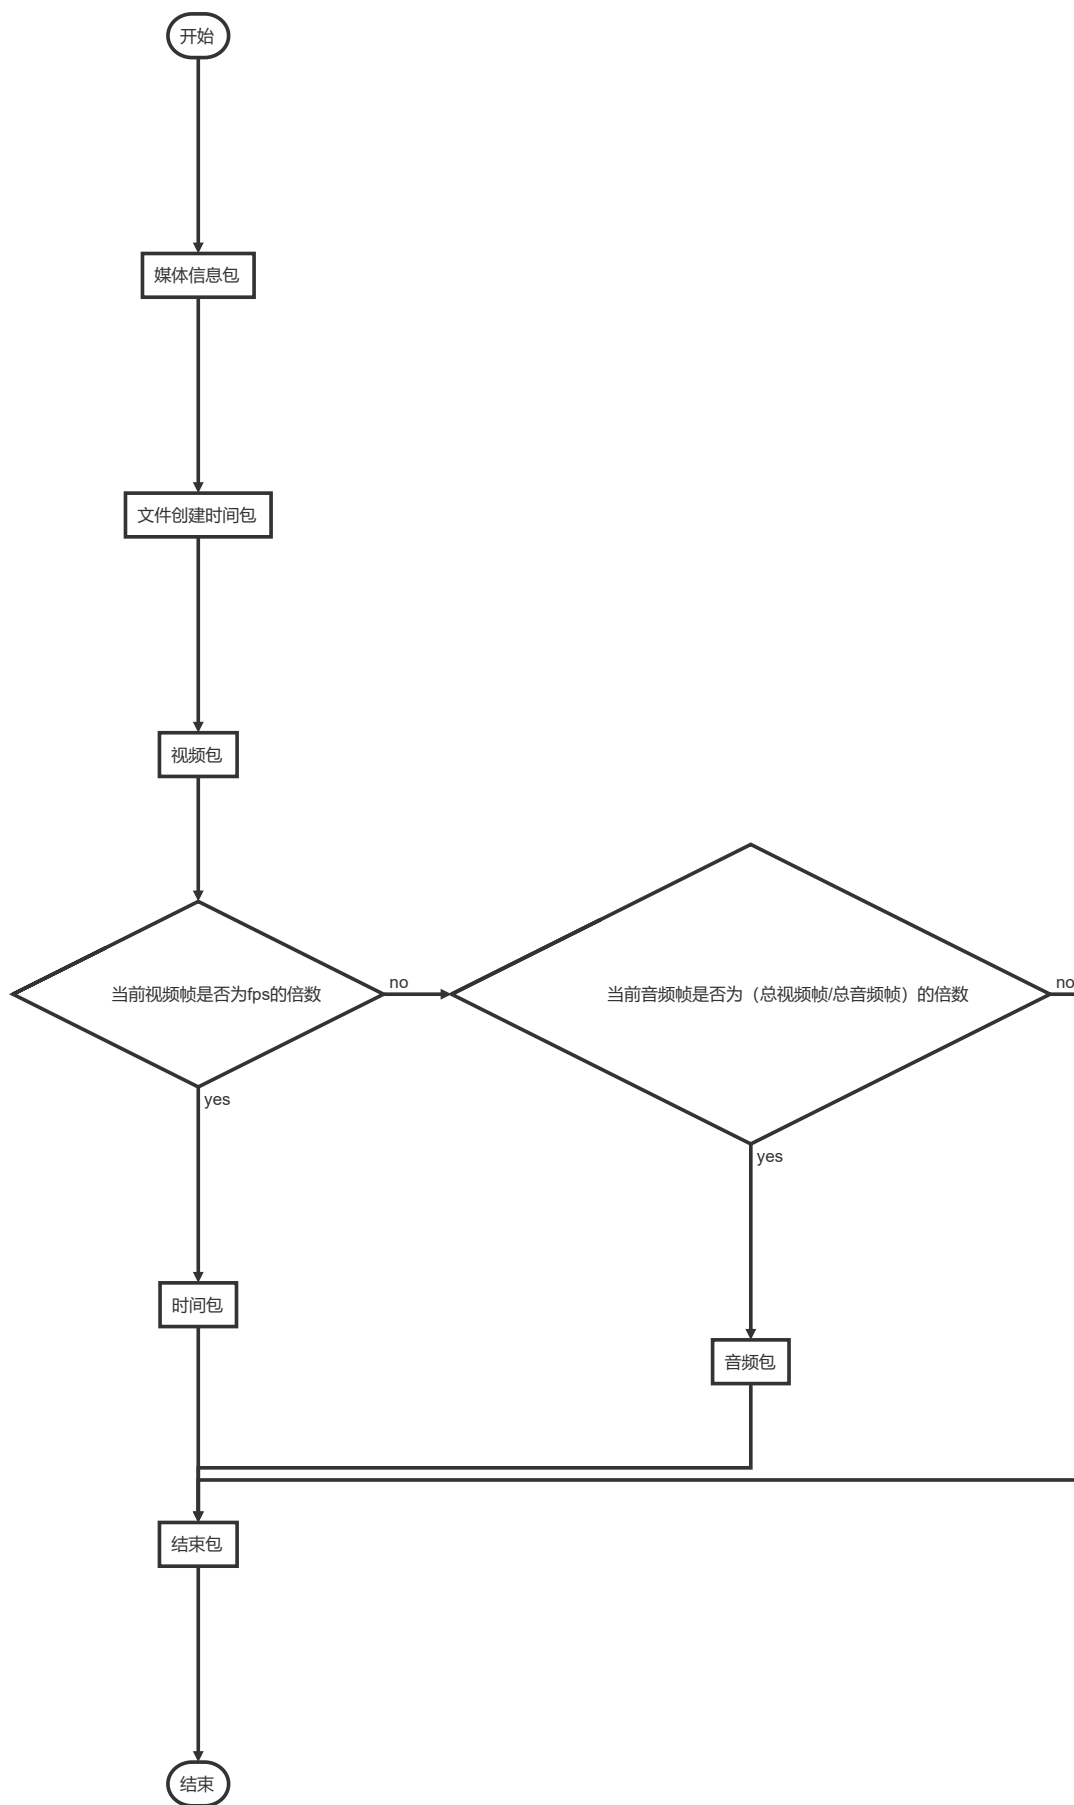 开始
媒体信息包
文件创建时间包
视频包
当前视频帧是否为fps的倍数
no
当前音频帧是否为（总视频帧/总音频帧）的倍数
no
yes
yes
时间包
音频包
结束包
结束